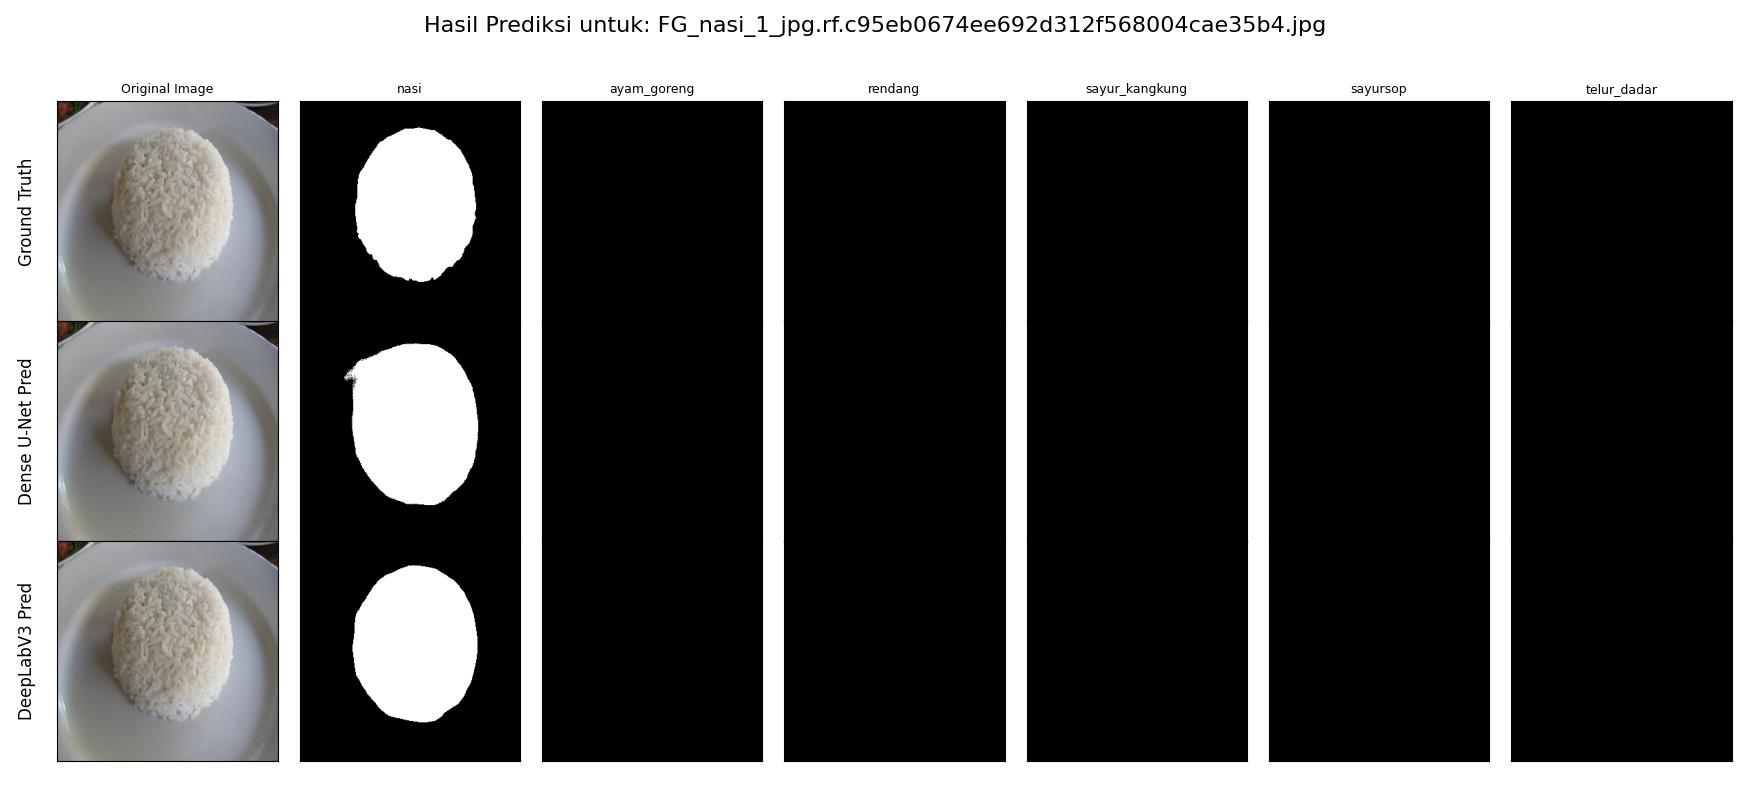 Hasil Prediksi untuk: FG_nasi_1_jpg.rf.c95eb0674ee692d312f568004cae35b4.jpg
Original Image
nasi
ayam_goreng
rendang
sayur_kangkung
sayursop
telur_dadar
Ground Truth
Dense U-Net Pred
DeepLabV3 Pred